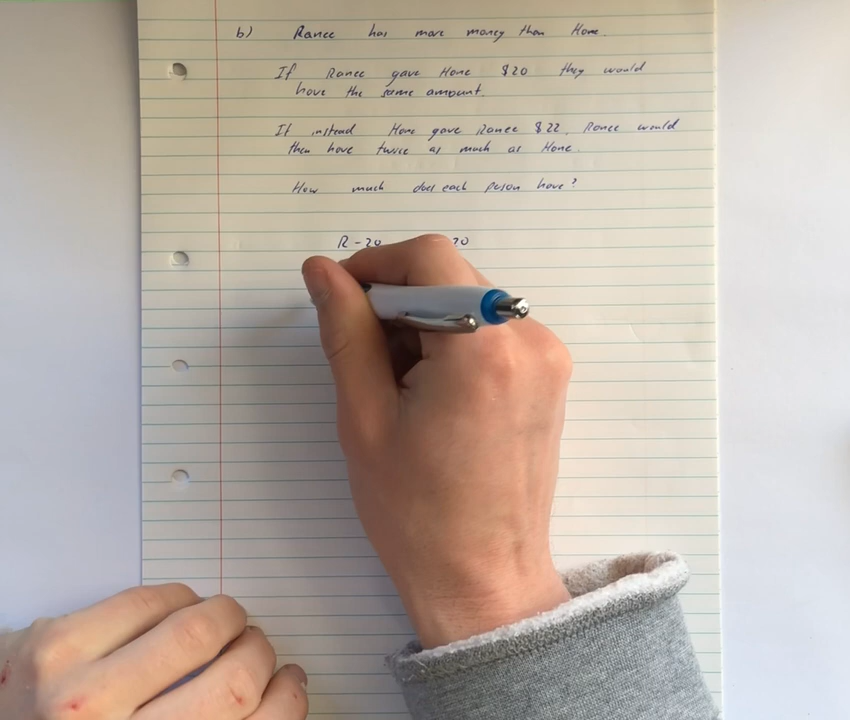 b) Ranee has more money than Hone.
If Ranee gave Hone $20 they would
have the same amount.
If instead Hone gave Ranee $22, Ranee would
then have twice as much as Hone.
How much does each person have?
R - 20 20